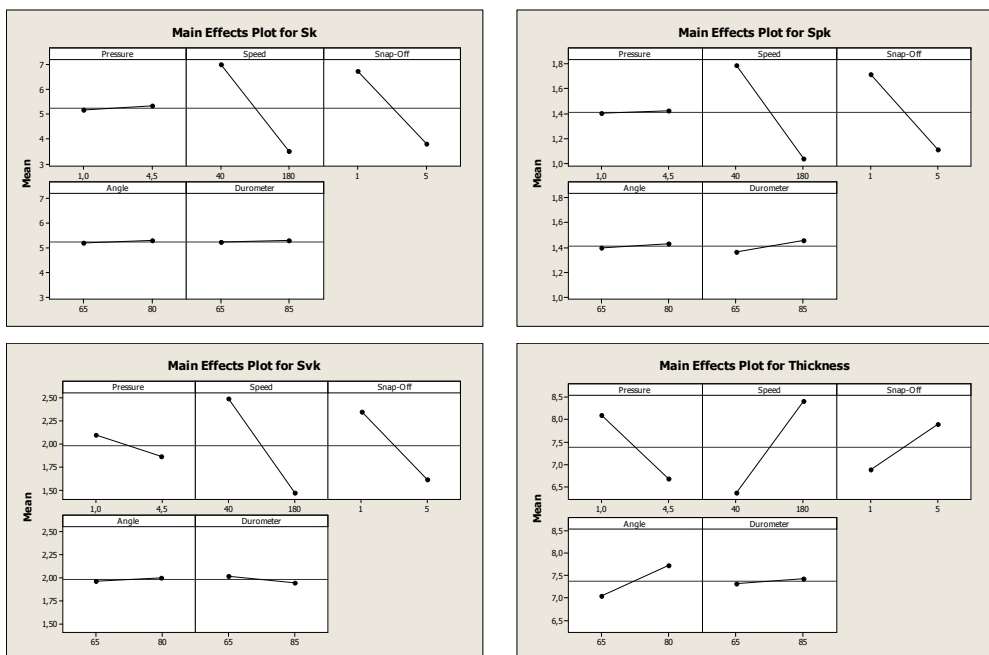 Main Effects Plot for Sk
Pressure Speed Snap-Off
7
6
5
4
3
1,0 4,5 40 180 1 5
Angle Durometer
7
6
5
4
3
65 80 65 85
Mean
Main Effects Plot for Spk
Pressure Speed Snap-Off
1,8
1,6
1,4
1,2
1,0
1,0 4,5 40 180 1 5
Angle Durometer
1,8
1,6
1,4
1,2
1,0
65 80 65 85
Mean
Main Effects Plot for Svk
Pressure Speed Snap-Off
2,50
2,25
2,00
1,75
1,50
1,0 4,5 40 180 1 5
Angle Durometer
2,50
2,25
2,00
1,75
1,50
65 80 65 85
Mean
Main Effects Plot for Thickness
Pressure Speed Snap-Off
8,5
8,0
7,5
7,0
6,5
1,0 4,5 40 180 1 5
Angle Durometer
8,5
8,0
7,5
7,0
6,5
65 80 65 85
Mean